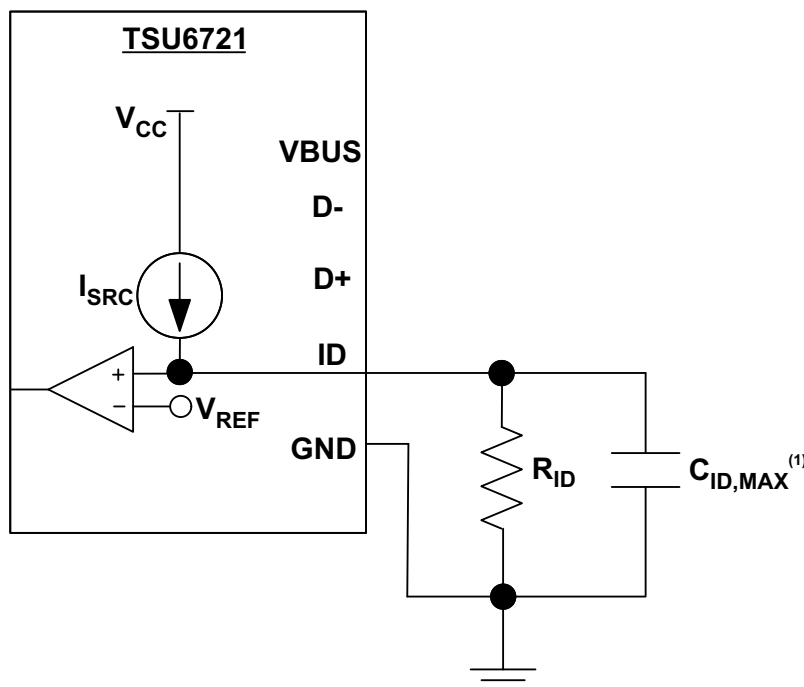 TSU6721
VCC
VBUS
D-
D+
ISRC
ID
+
−
VREF
GND
RID
CID,MAX(1)